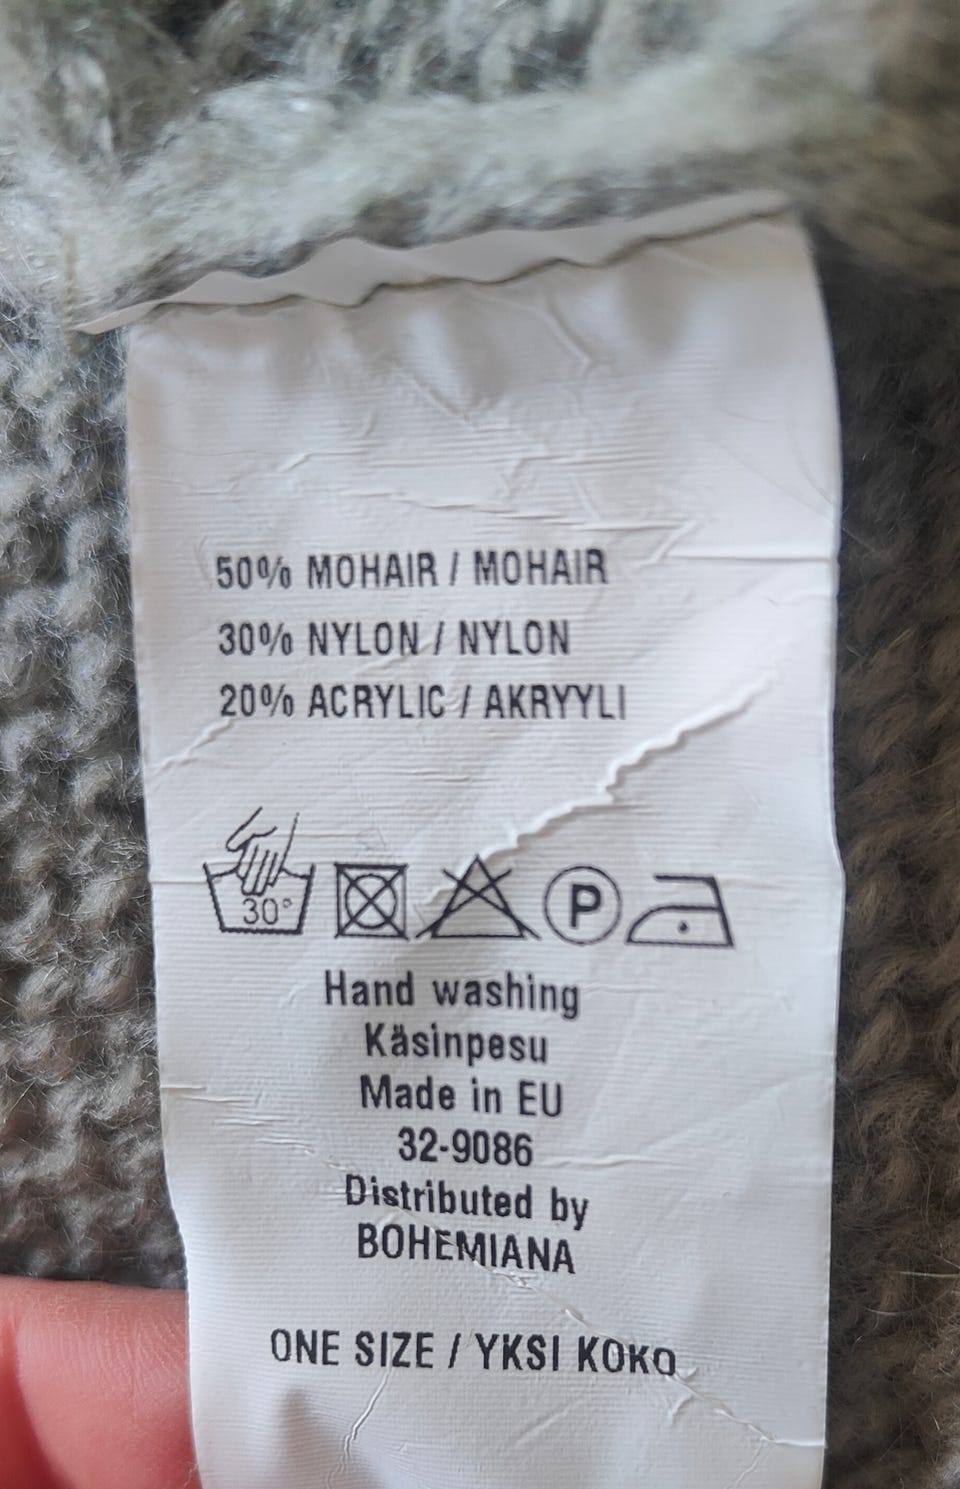 50% MOHAIR / MOHAIR
30% NYLON / NYLON
20% ACRYLIC / AKRYYLI
30° P
Hand washing
Käsinpesu
Made in EU
32-9086
Distributed by
BOHEMIANA
ONE SIZE / YKSI KOKO